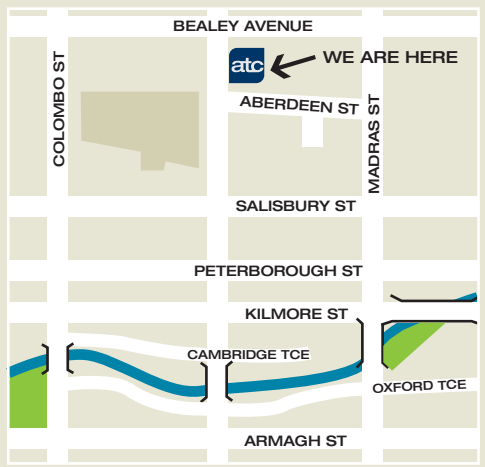 BEALEY AVENUE
atc
WE ARE HERE
COLOMBO ST
ABERDEEN ST
MADRAS ST
SALISBURY ST
PETERBOROUGH ST
KILMORE ST
CAMBRIDGE TCE
OXFORD TCE
ARMAGH ST